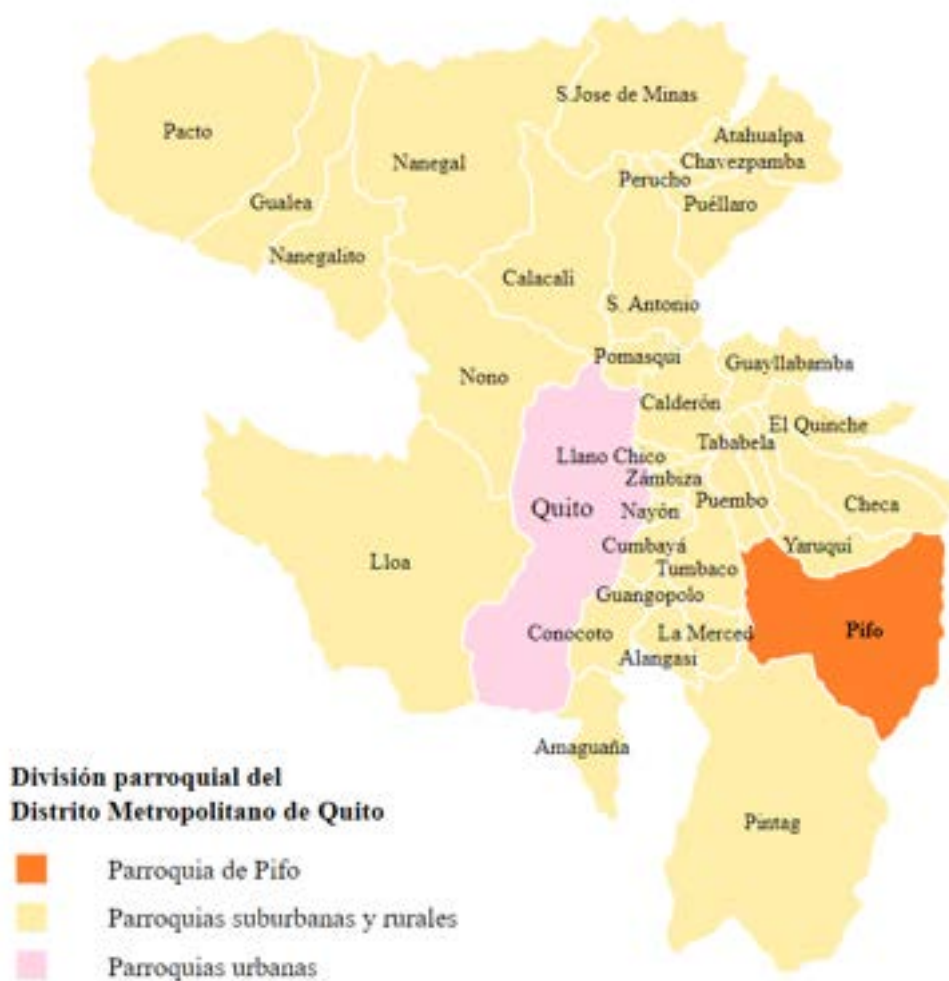 S.Jose de Minas
Pacto
Atahualpa
Nanegal
Chavezpamba
Perucho
Gualea
Puéllaro
Nanegalito
Calacali
S. Antonio
Pomasqui
Guayllabamba
Nono
Calderón
El Quinche
Tababela
Llano Chico
Zámbiza
Puembo
Checa
Quito
Nayón
Cumbayá
Yaruqui
Lloa
Tumbaco
Guangopolo
Conocoto
La Merced
Pifo
Alangasi
Amaguaña
Pintag
División parroquial del
Distrito Metropolitano de Quito
Parroquia de Pifo
Parroquias suburbanas y rurales
Parroquias urbanas